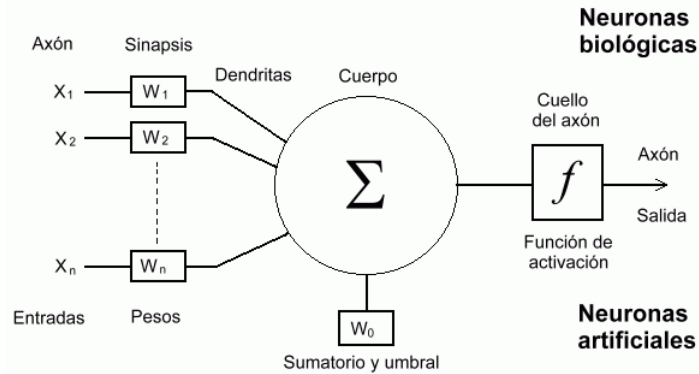 Neuronas
biológicas
Axón
Sinapsis
Dendritas
Cuerpo
Cuello
del axón
X1
W1
X2
W2
Σ
f
Axón
Salida
Xn
Wn
Función de
activación
Entradas
Pesos
W0
Sumatorio y umbral
Neuronas
artificiales